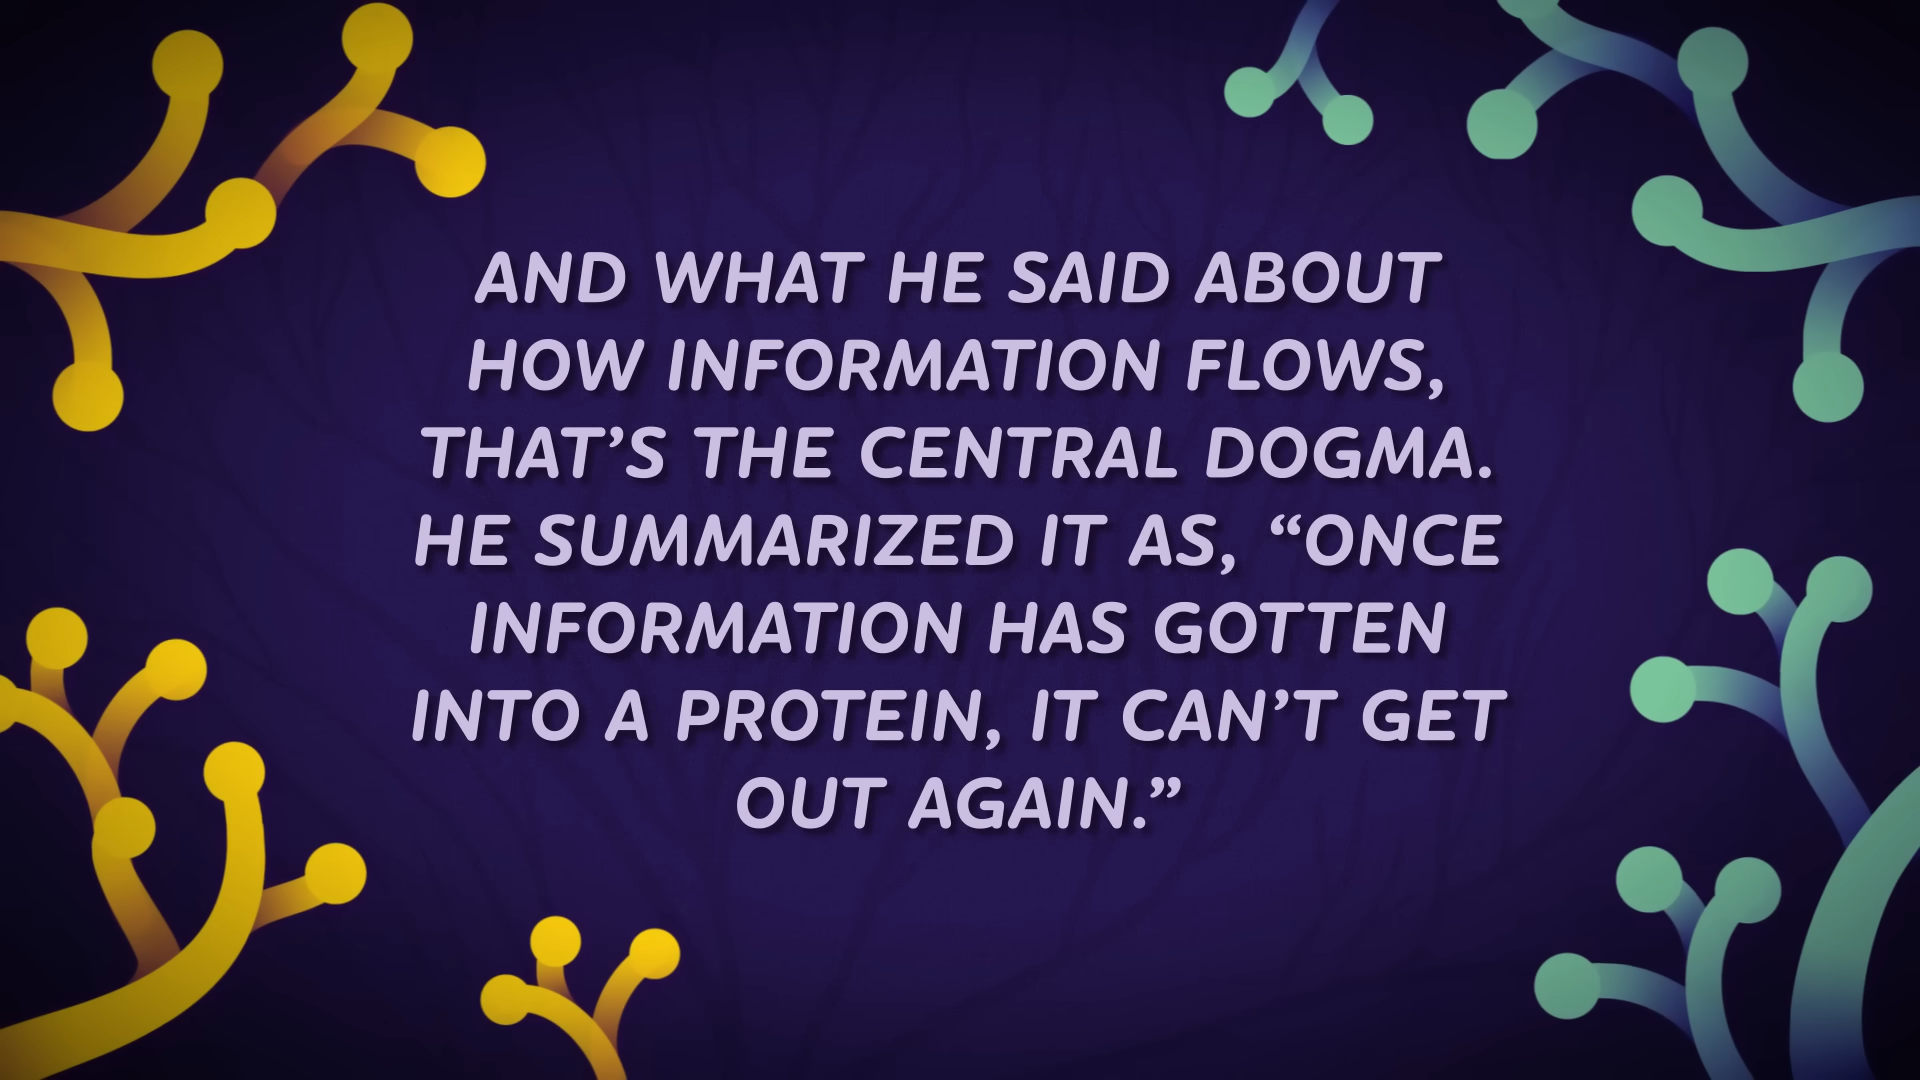 AND WHAT HE SAID ABOUT
HOW INFORMATION FLOWS,
THAT’S THE CENTRAL DOGMA.
HE SUMMARIZED IT AS, “ONCE
INFORMATION HAS GOTTEN
INTO A PROTEIN, IT CAN’T GET
OUT AGAIN.”